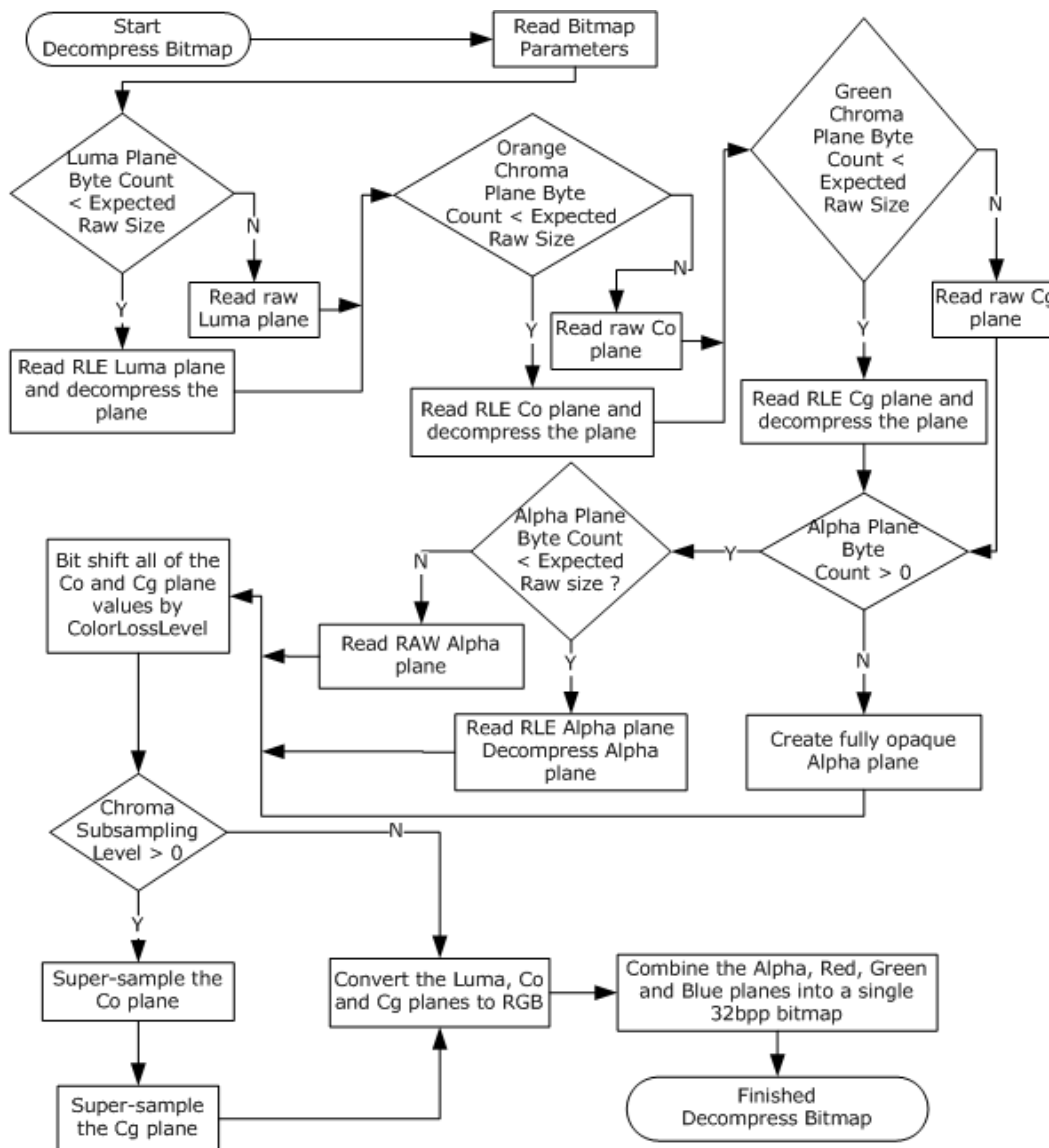 Start
Decompress Bitmap
Read Bitmap
Parameters
Luma Plane
Byte Count
< Expected
Raw Size
N
Read raw
Luma plane
Y
Read RLE Luma plane
and decompress the
plane
Orange
Chroma
Plane Byte
Count < Expected
Raw Size
N
Read raw Co
plane
Y
Read RLE Co plane and
decompress the plane
Green
Chroma
Plane Byte
Count <
Expected
Raw Size
N
Read raw Cg
plane
Y
Read RLE Cg plane and
decompress the plane
Alpha Plane
Byte
Count > 0
Y
N
Create fully opaque
Alpha plane
Alpha Plane
Byte Count
< Expected
Raw size ?
N
Read RAW Alpha
plane
Y
Read RLE Alpha plane
Decompress Alpha
plane
Bit shift all of the
Co and Cg plane
values by
ColorLossLevel
Chroma
Subsampling
Level > 0
N
Y
Super-sample the
Co plane
Super-sample
the Cg plane
Convert the Luma, Co
and Cg planes to RGB
Combine the Alpha, Red, Green
and Blue planes into a single
32bpp bitmap
Finished
Decompress Bitmap